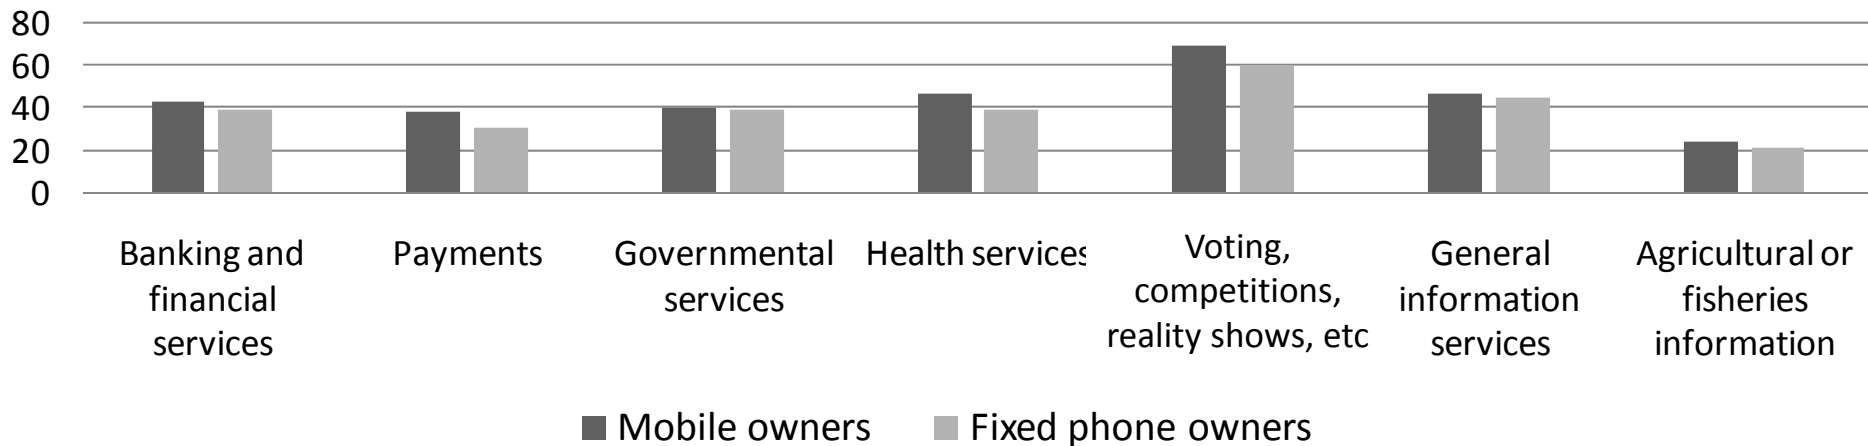 80
60
40
20
0
Banking and
financial
services
Payments
Governmental
services
Health services
Voting,
competitions,
reality shows, etc
General
information
services
Agricultural or
fisheries
information
Mobile owners
Fixed phone owners